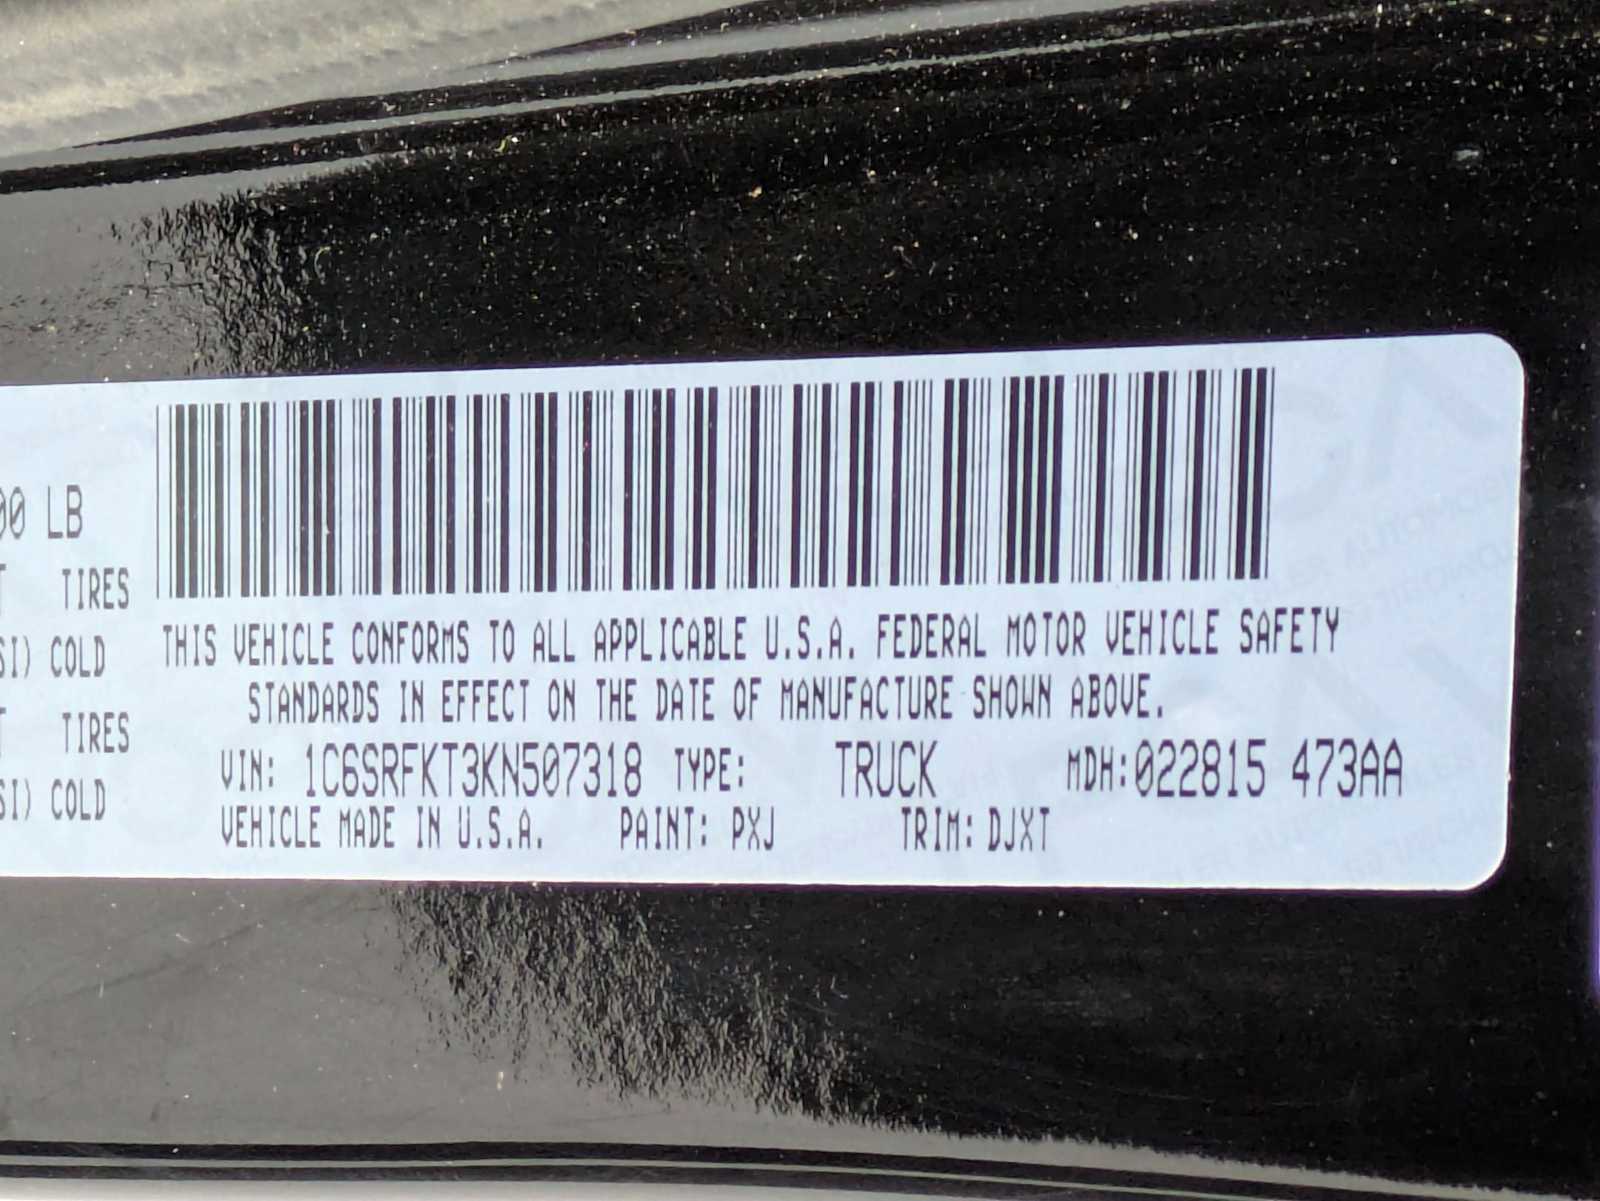 00 LB
TIRES
SI) COLD
TIRES
SI) COLD
THIS VEHICLE CONFORMS TO ALL APPLICABLE U.S.A. FEDERAL MOTOR VEHICLE SAFETY
STANDARDS IN EFFECT ON THE DATE OF MANUFACTURE SHOWN ABOVE.
VIN: 1C6SRFKT3KN507318 TYPE: TRUCK MDH:022815 473AA
VEHICLE MADE IN U.S.A. PAINT: PXJ TRIM: DJXT